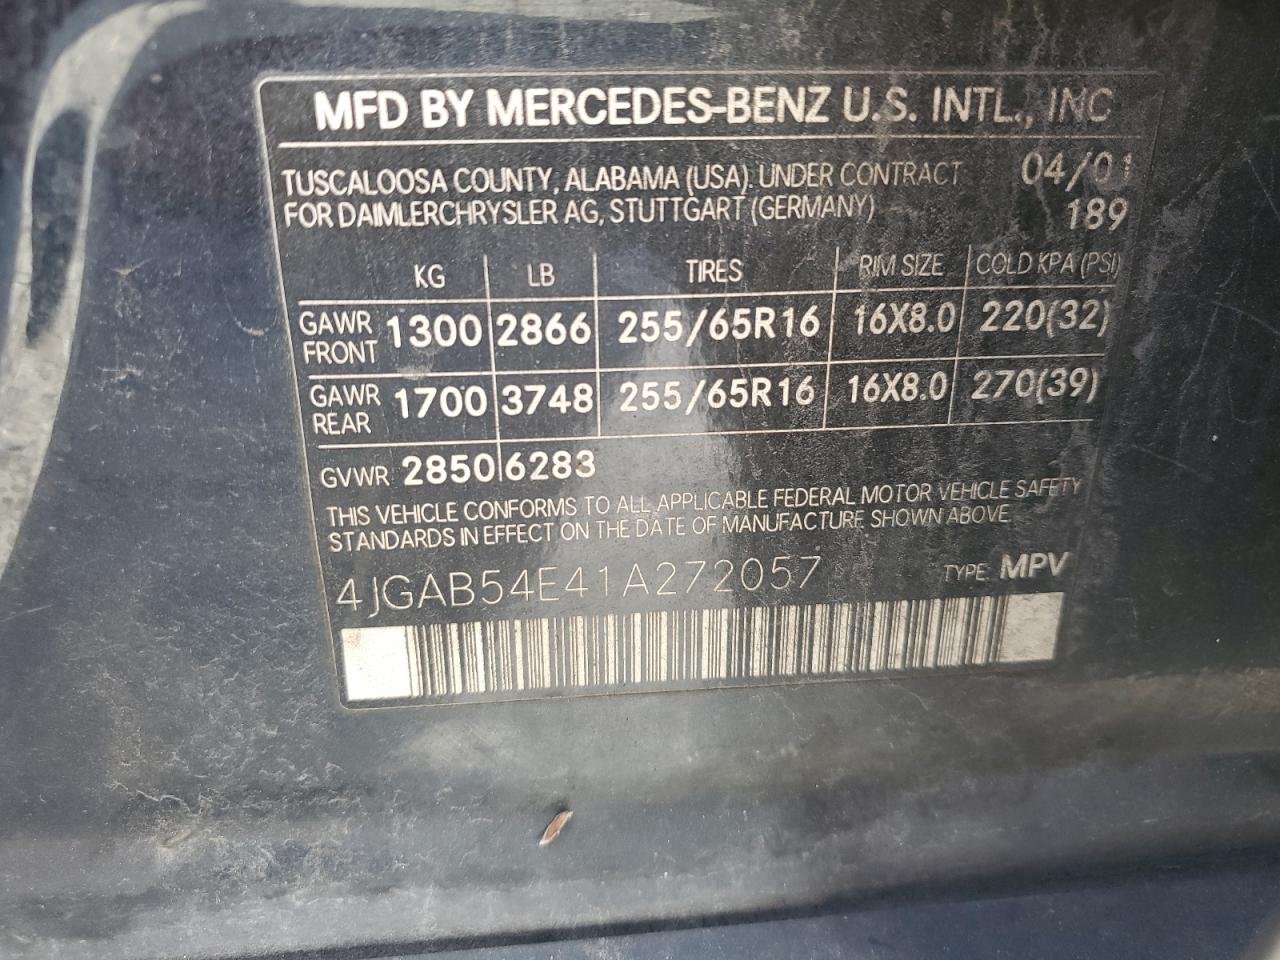 MFD BY MERCEDES-BENZ U.S. INTL., INC
TUSCALOOSA COUNTY, ALABAMA (USA). UNDER CONTRACT 04/01
FOR DAIMLERCHRYSLER AG, STUTTGART (GERMANY) 189
KG LB TIRES RIM SIZE COLD KPA (PSI)
GAWR FRONT 1300 2866 255/65R16 16X8.0 220(32)
GAWR REAR 1700 3748 255/65R16 16X8.0 270(39)
GVWR 2850 6283
THIS VEHICLE CONFORMS TO ALL APPLICABLE FEDERAL MOTOR VEHICLE SAFETY
STANDARDS IN EFFECT ON THE DATE OF MANUFACTURE SHOWN ABOVE
4JGAB54E41A272057 TYPE: MPV